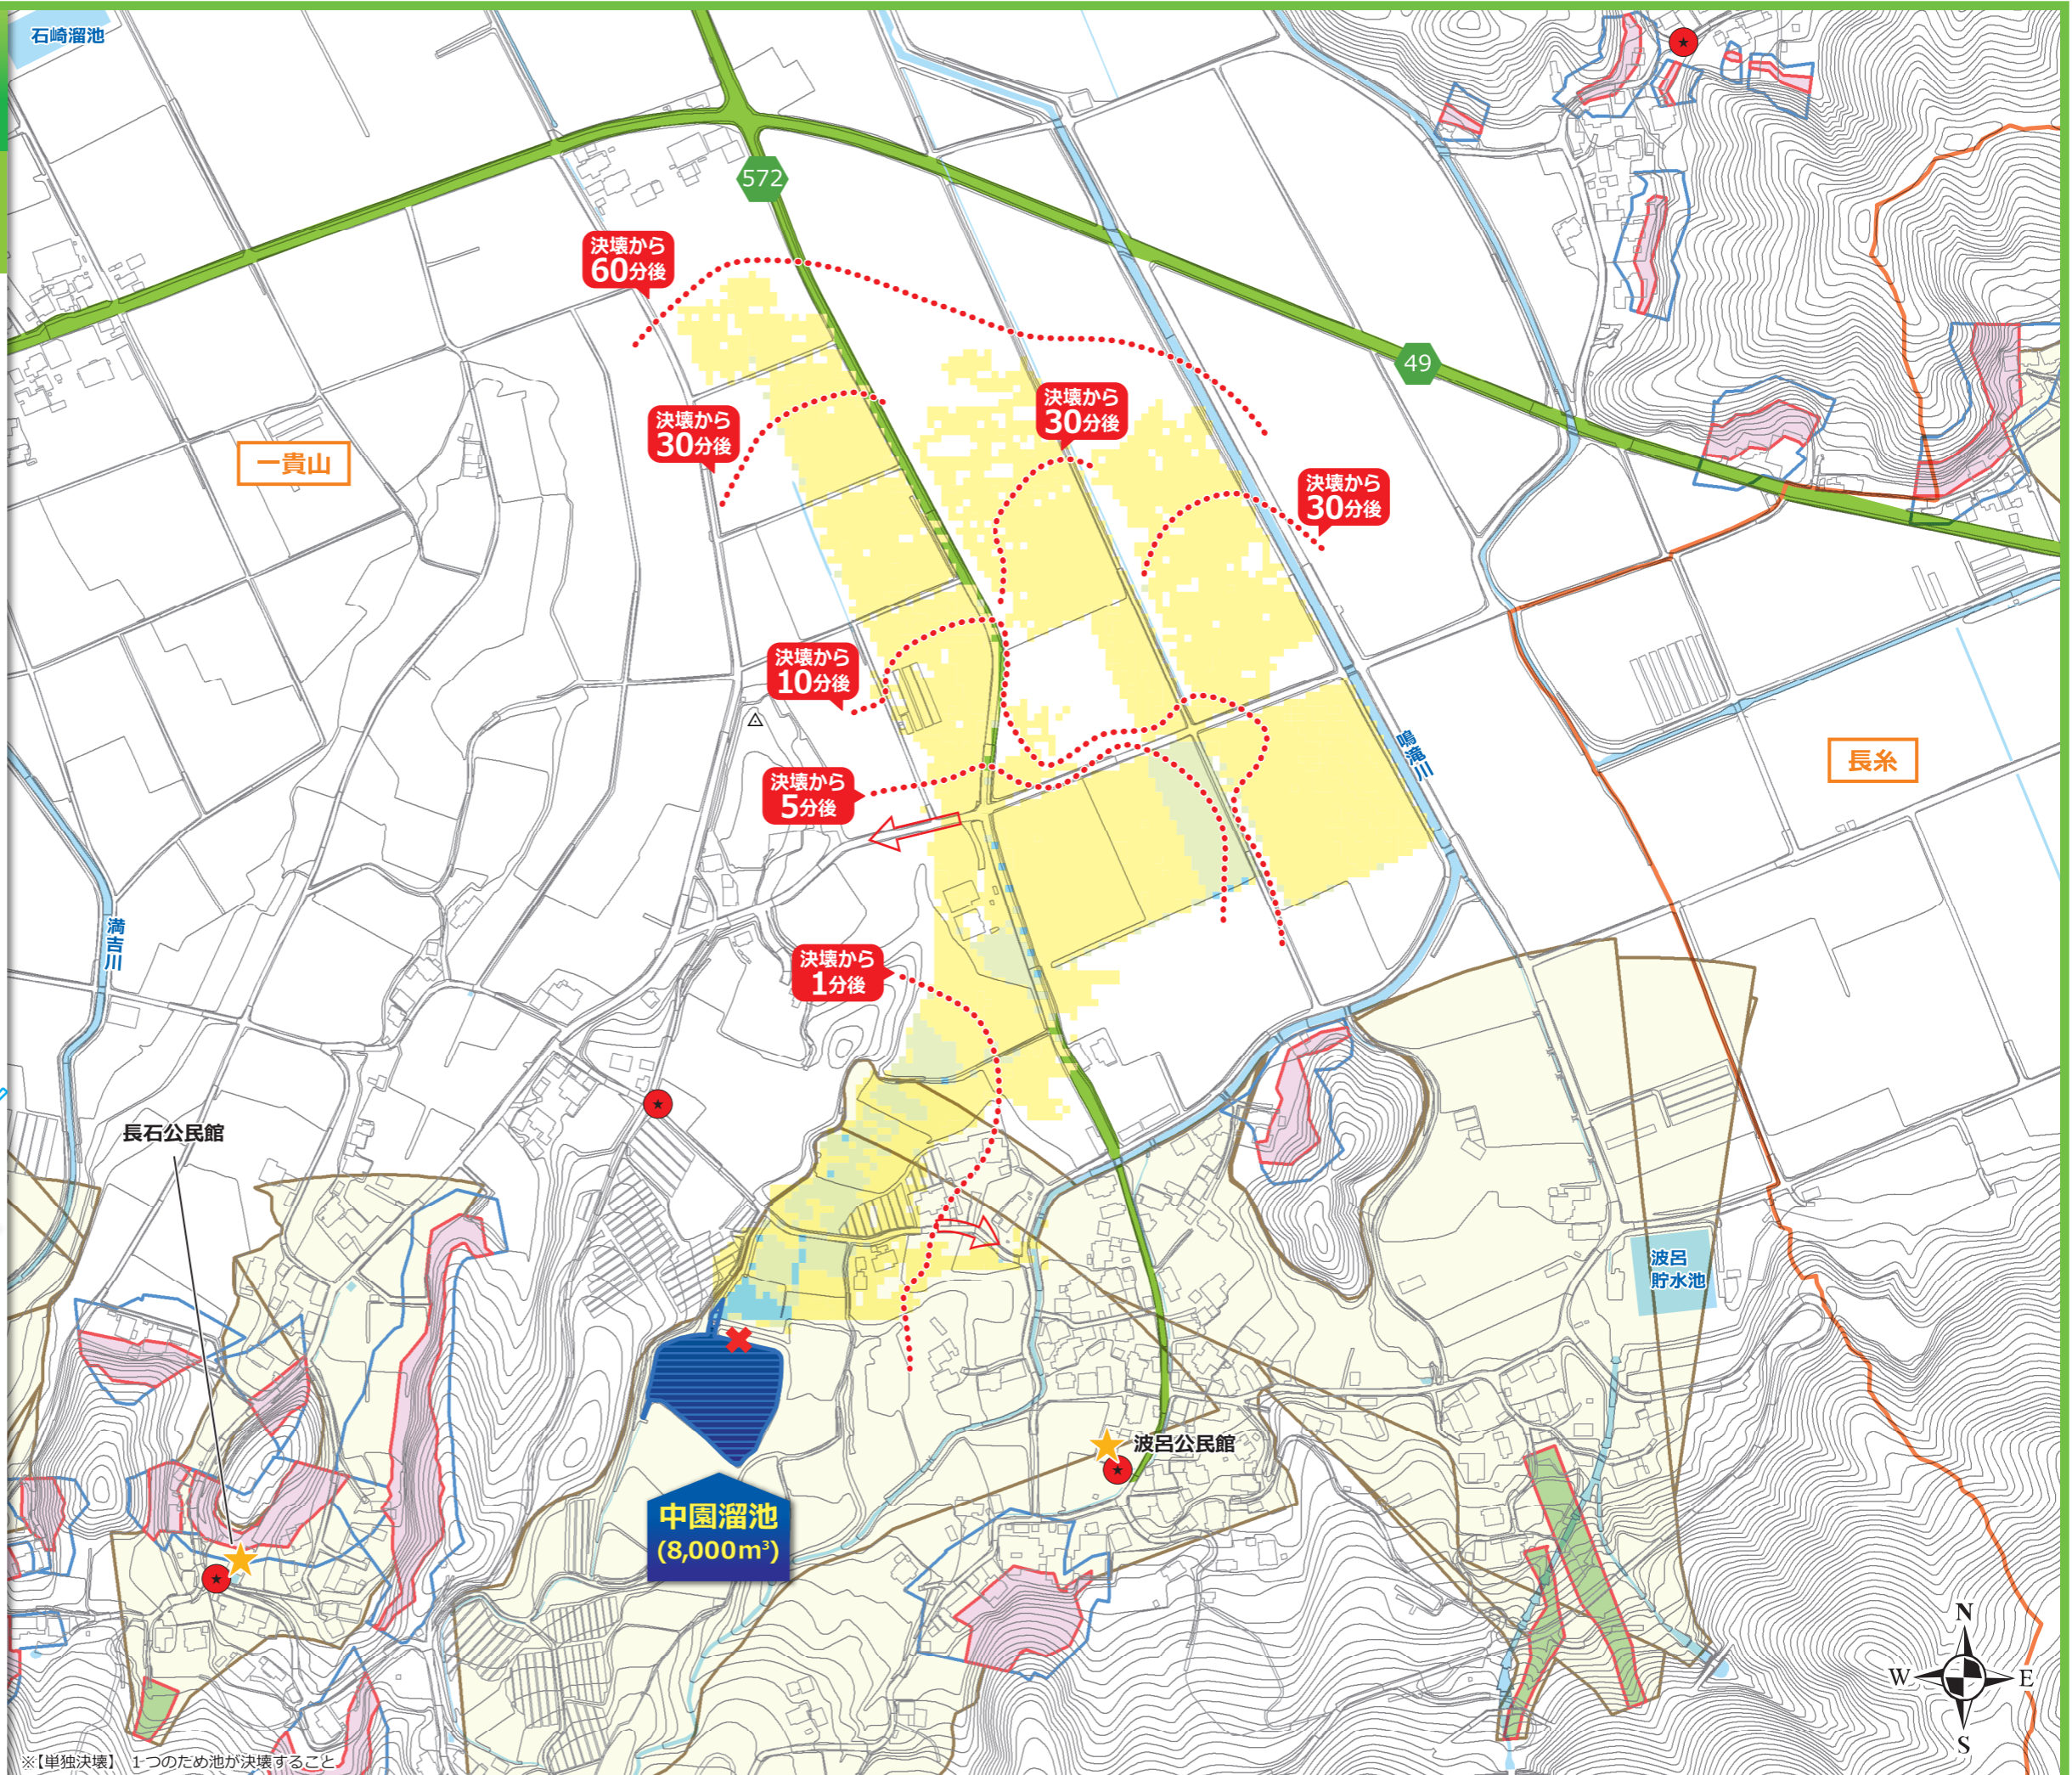 石崎溜池
572
決壊から
60分後
49
決壊から
30分後
決壊から
30分後
一貴山
決壊から
30分後
決壊から
10分後
鳴滝川
長糸
決壊から
5分後
満吉川
決壊から
1分後
長石公民館
波呂
貯水池
波呂公民館
中園溜池
(8,000m³)
N
W
E
S
※【単独決壊】 1つのため池が決壊すること